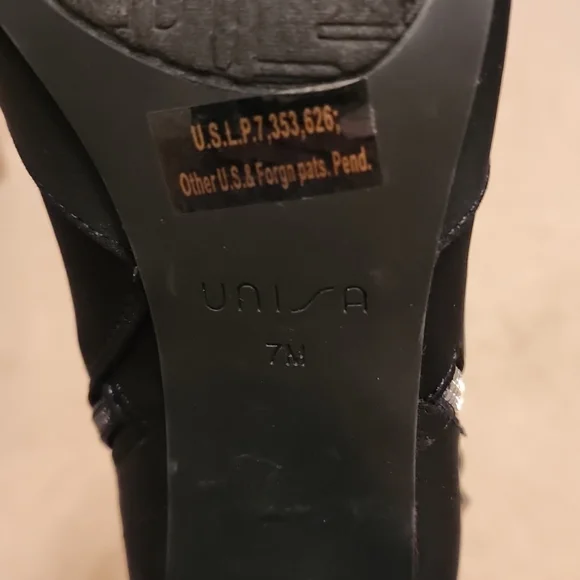 U.S.L.P.7,353,626;
Other U.S.& Forgn pats. Pend.
UNISA
7M